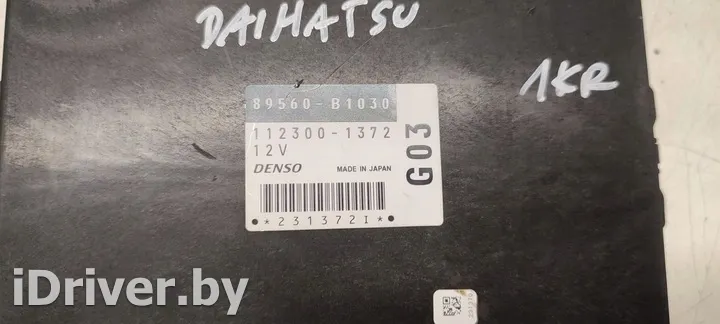 DAIHATSU
1KR
89560-B1030
112300-1372
12V
DENSO MADE IN JAPAN
G03
*231372I*
iDriver.by